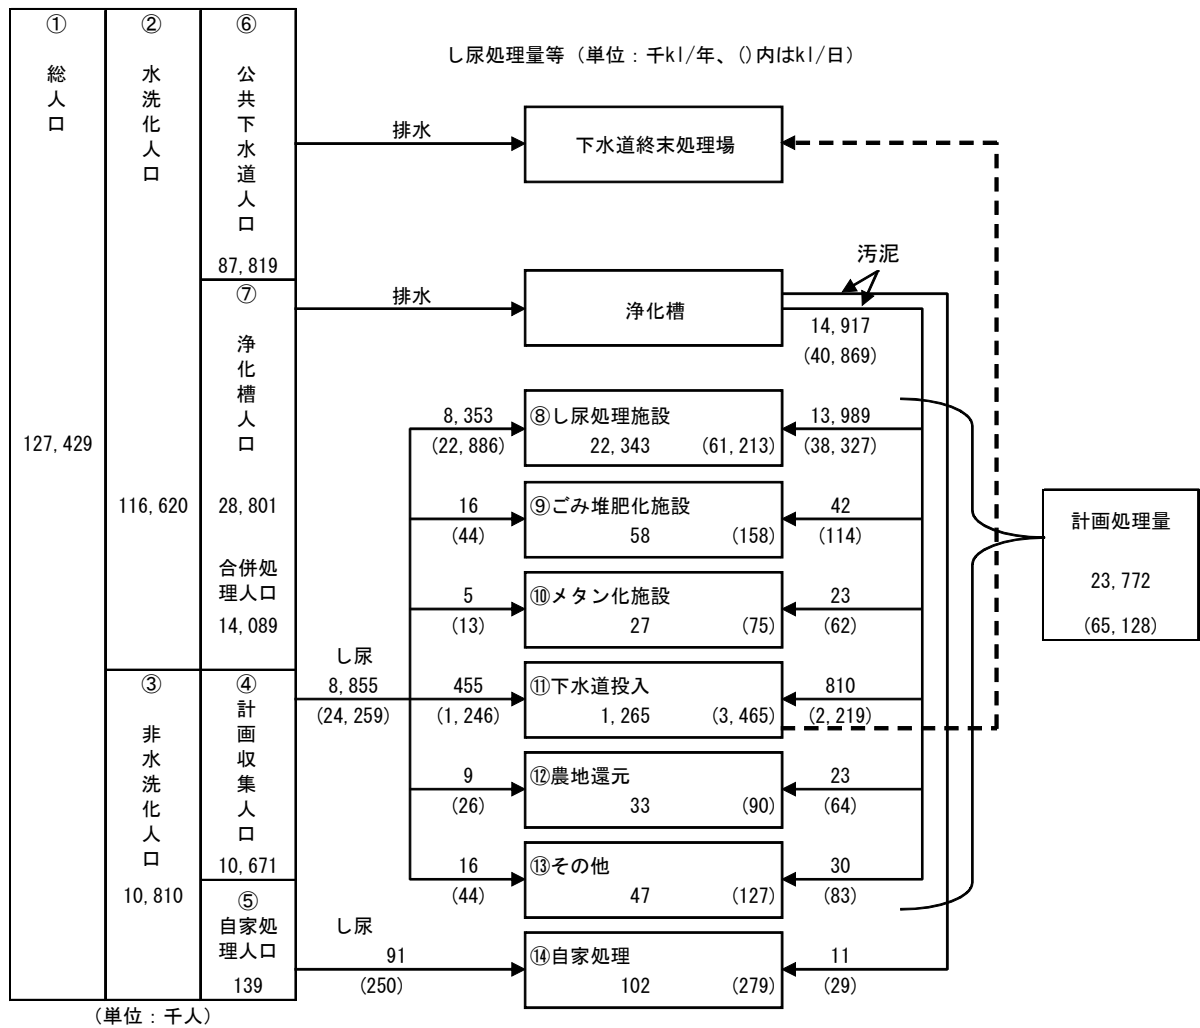 ① 総人口
127,429
② 水洗化人口
116,620
③ 非水洗化人口
10,810
⑥ 公共下水道人口
87,819
⑦ 浄化槽人口
28,801
合併処
理人口
14,089
④ 計画収集人口
10,671
⑤
自家処
理人口
139
(単位：千人)
し尿処理量等 (単位：千kl/年、()内はkl/日)
排水
下水道終末処理場
排水
浄化槽
汚泥
14,917
(40,869)
し尿
8,855
(24,259)
8,353
(22,886)
⑧し尿処理施設
22,343 (61,213)
13,989
(38,327)
16
(44)
⑨ごみ堆肥化施設
58 (158)
42
(114)
5
(13)
⑩メタン化施設
27 (75)
23
(62)
455
(1,246)
⑪下水道投入
1,265 (3,465)
810
(2,219)
9
(26)
⑫農地還元
33 (90)
23
(64)
16
(44)
⑬その他
47 (127)
30
(83)
し尿
91
(250)
⑭自家処理
102 (279)
11
(29)
計画処理量
23,772
(65,128)